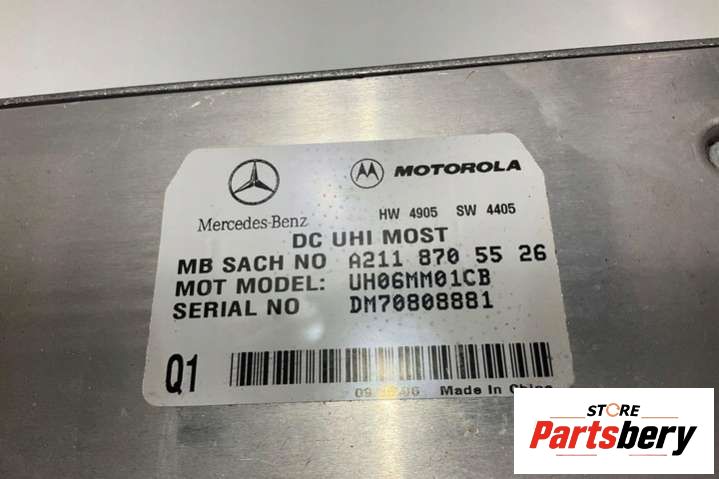 MOTOROLA
Mercedes-Benz
HW 4905 SW 4405
DC UHI MOST
MB SACH NO A211 870 55 26
MOT MODEL: UH06MM01CB
SERIAL NO DM70808881
Q1
Made In China
STORE
Partsbery